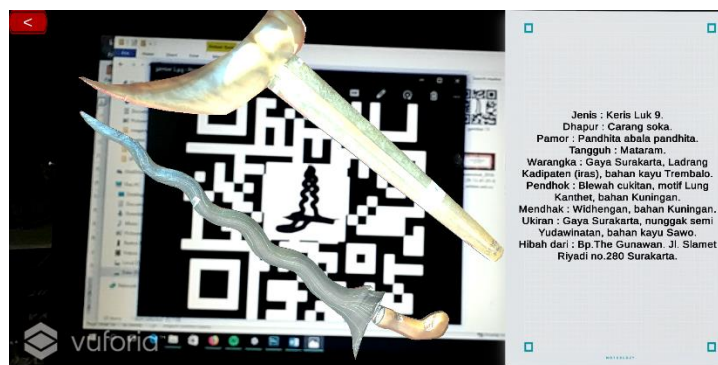 <
Jenis : Keris Luk 9.
Dhapur : Carang soka.
Pamor : Pandhita abala pandhita.
Tangguh : Mataram.
Warangka : Gaya Surakarta, Ladrang
Kadipaten (iras), bahan kayu Trembalo.
Pendhok : Blewah cukitan, motif Lung
Kanthet, bahan Kuningan.
Mendhak : Widhengan, bahan Kuningan.
Ukiran : Gaya Surakarta, nunggak semi
Yudawinatan, bahan kayu Sawo.
Hibah dari : Bp.The Gunawan. Jl. Slamet
Riyadi no.280 Surakarta.
vuforia